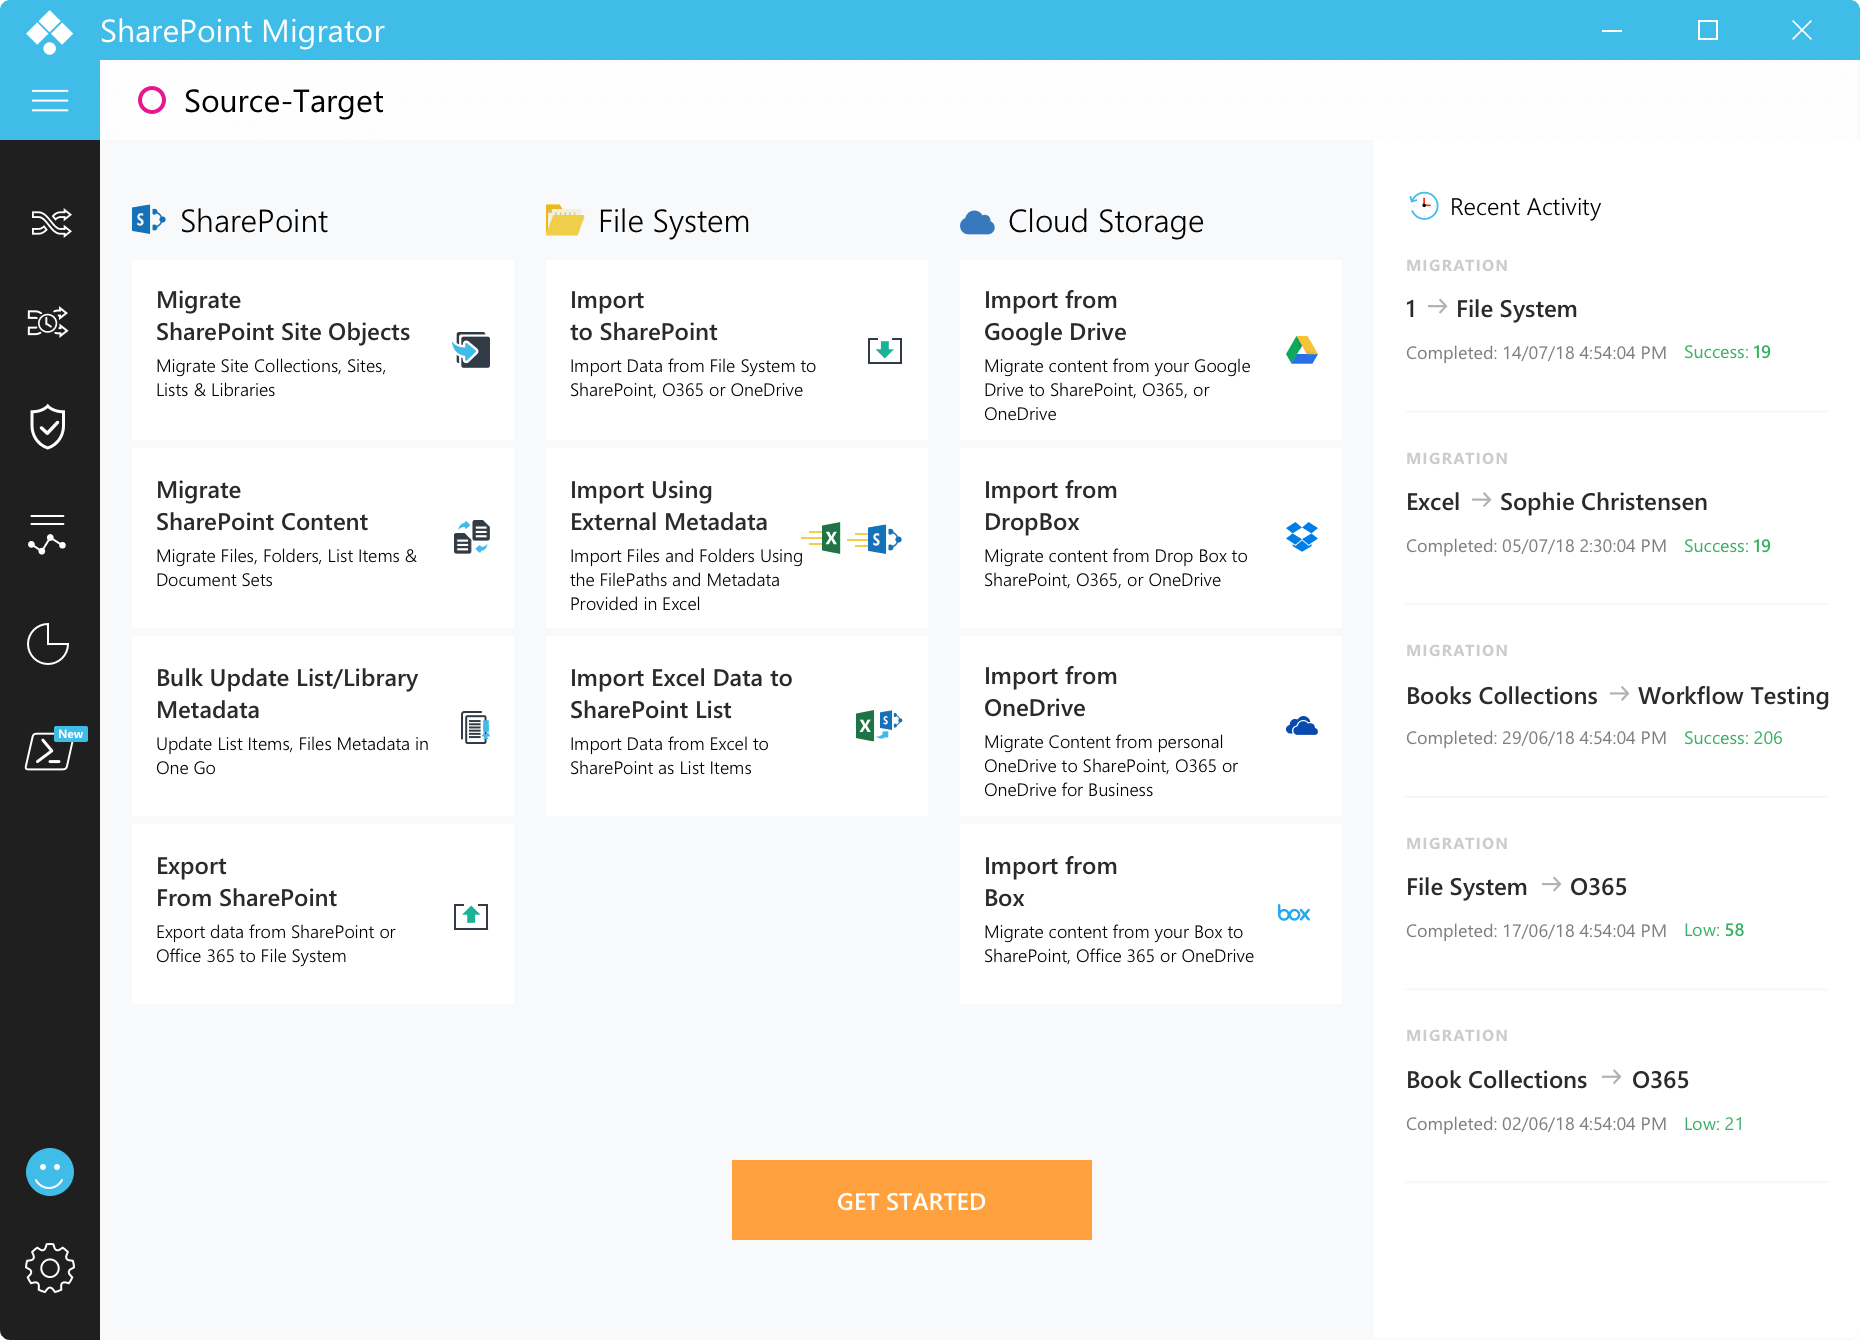 SharePoint Migrator
Source-Target
SharePoint
Migrate
SharePoint Site Objects
Migrate Site Collections, Sites,
Lists & Libraries
Migrate
SharePoint Content
Migrate Files, Folders, List Items &
Document Sets
Bulk Update List/Library
Metadata
Update List Items, Files Metadata in
One Go
Export
From SharePoint
Export data from SharePoint or
Office 365 to File System
File System
Import
to SharePoint
Import Data from File System to
SharePoint, O365 or OneDrive
Import Using
External Metadata
Import Files and Folders Using
the FilePaths and Metadata
Provided in Excel
Import Excel Data to
SharePoint List
Import Data from Excel to
SharePoint as List Items
Cloud Storage
Import from
Google Drive
Migrate content from your Google
Drive to SharePoint, O365, or
OneDrive
Import from
DropBox
Migrate content from Drop Box to
SharePoint, O365, or OneDrive
Import from
OneDrive
Migrate Content from personal
OneDrive to SharePoint, O365 or
OneDrive for Business
Import from
Box
Migrate content from your Box to
SharePoint, Office 365 or OneDrive
box
GET STARTED
New
Recent Activity
MIGRATION
1 → File System
Completed: 14/07/18 4:54:04 PM Success: 19
MIGRATION
Excel → Sophie Christensen
Completed: 05/07/18 2:30:04 PM Success: 19
MIGRATION
Books Collections → Workflow Testing
Completed: 29/06/18 4:54:04 PM Success: 206
MIGRATION
File System → O365
Completed: 17/06/18 4:54:04 PM Low: 58
MIGRATION
Book Collections → O365
Completed: 02/06/18 4:54:04 PM Low: 21